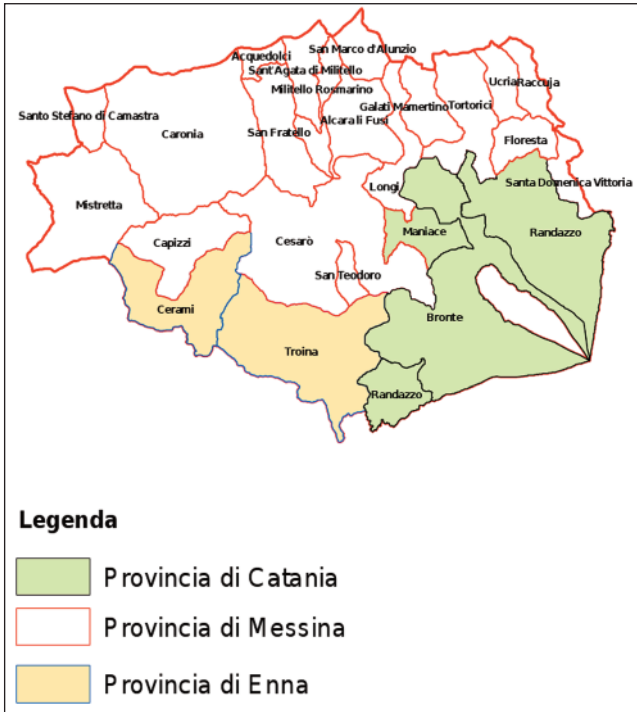 San Marco d'Alunzio
Acquedolci
Sant'Agata di Militello
Ucria
Raccuja
Militello Rosmarino
Galati Mamertino
Tortorici
Santo Stefano di Camastra
Alcara li Fusi
Caronia
San Fratello
Floresta
Santa Domenica Vittoria
Longi
Mistretta
Maniace
Randazzo
Capizzi
Cesarò
San Teodoro
Cerami
Bronte
Troina
Randazzo
Legenda
Provincia di Catania
Provincia di Messina
Provincia di Enna